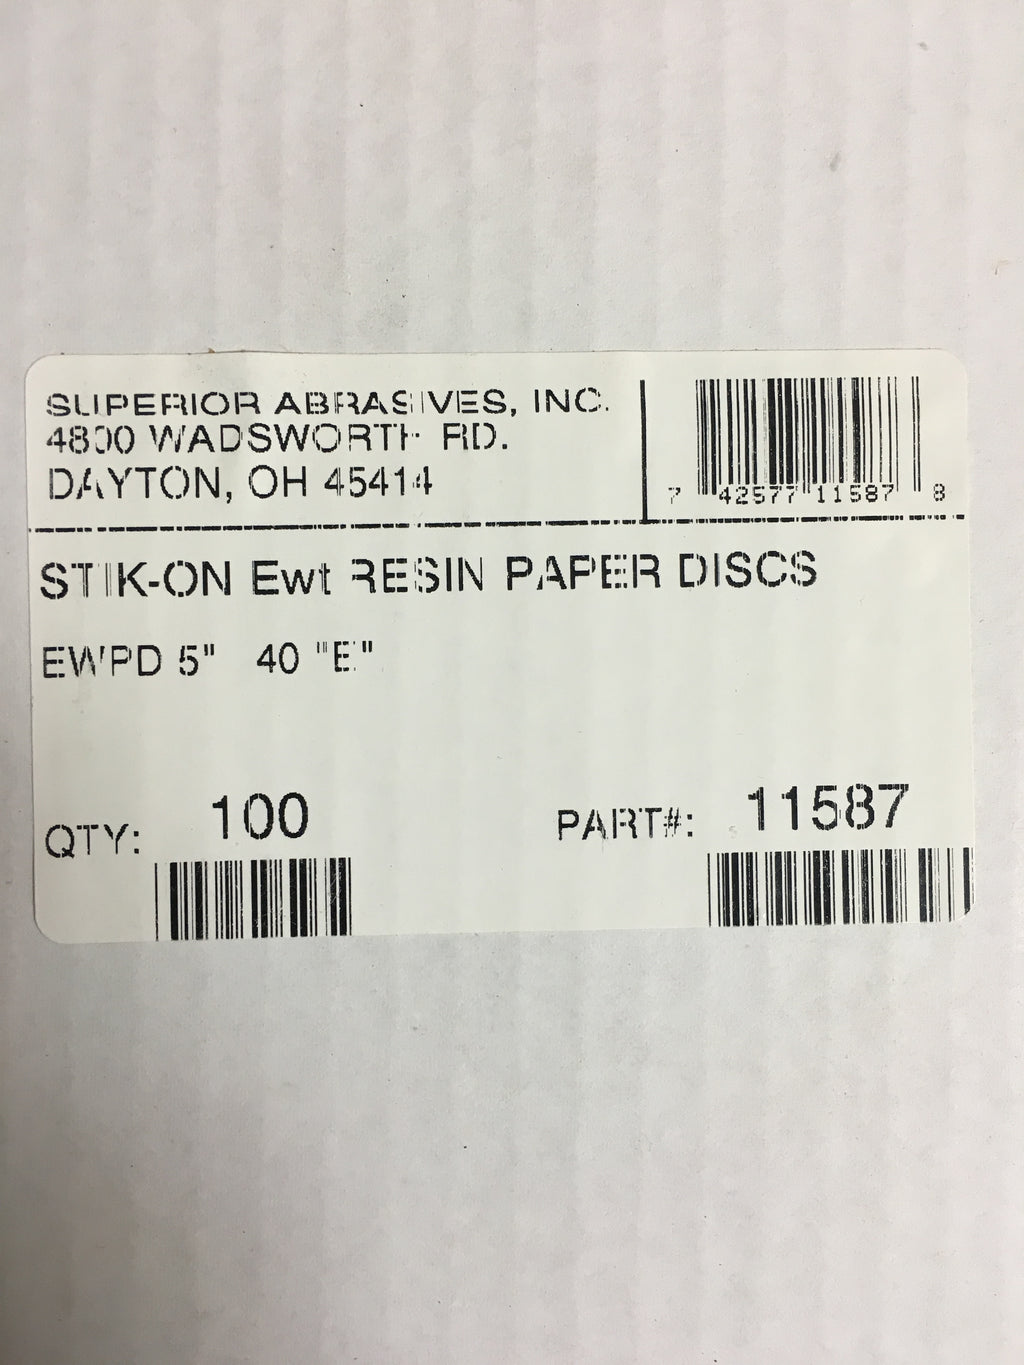 SUPERIOR ABRASIVES, INC.
4800 WADSWORTH RD.
DAYTON, OH 45414
7 42577 11587 8
STIK-ON Ewt RESIN PAPER DISCS
EWPD 5" 40 "E"
QTY: 100
PART#: 11587